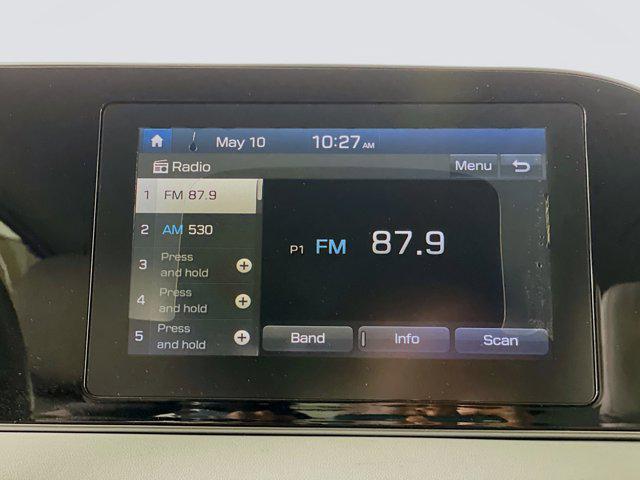 May 10 10:27 AM
Radio Menu
1 FM 87.9
2 AM 530
3 Press and hold
4 Press and hold
5 Press and hold
P1 FM 87.9
Band Info Scan